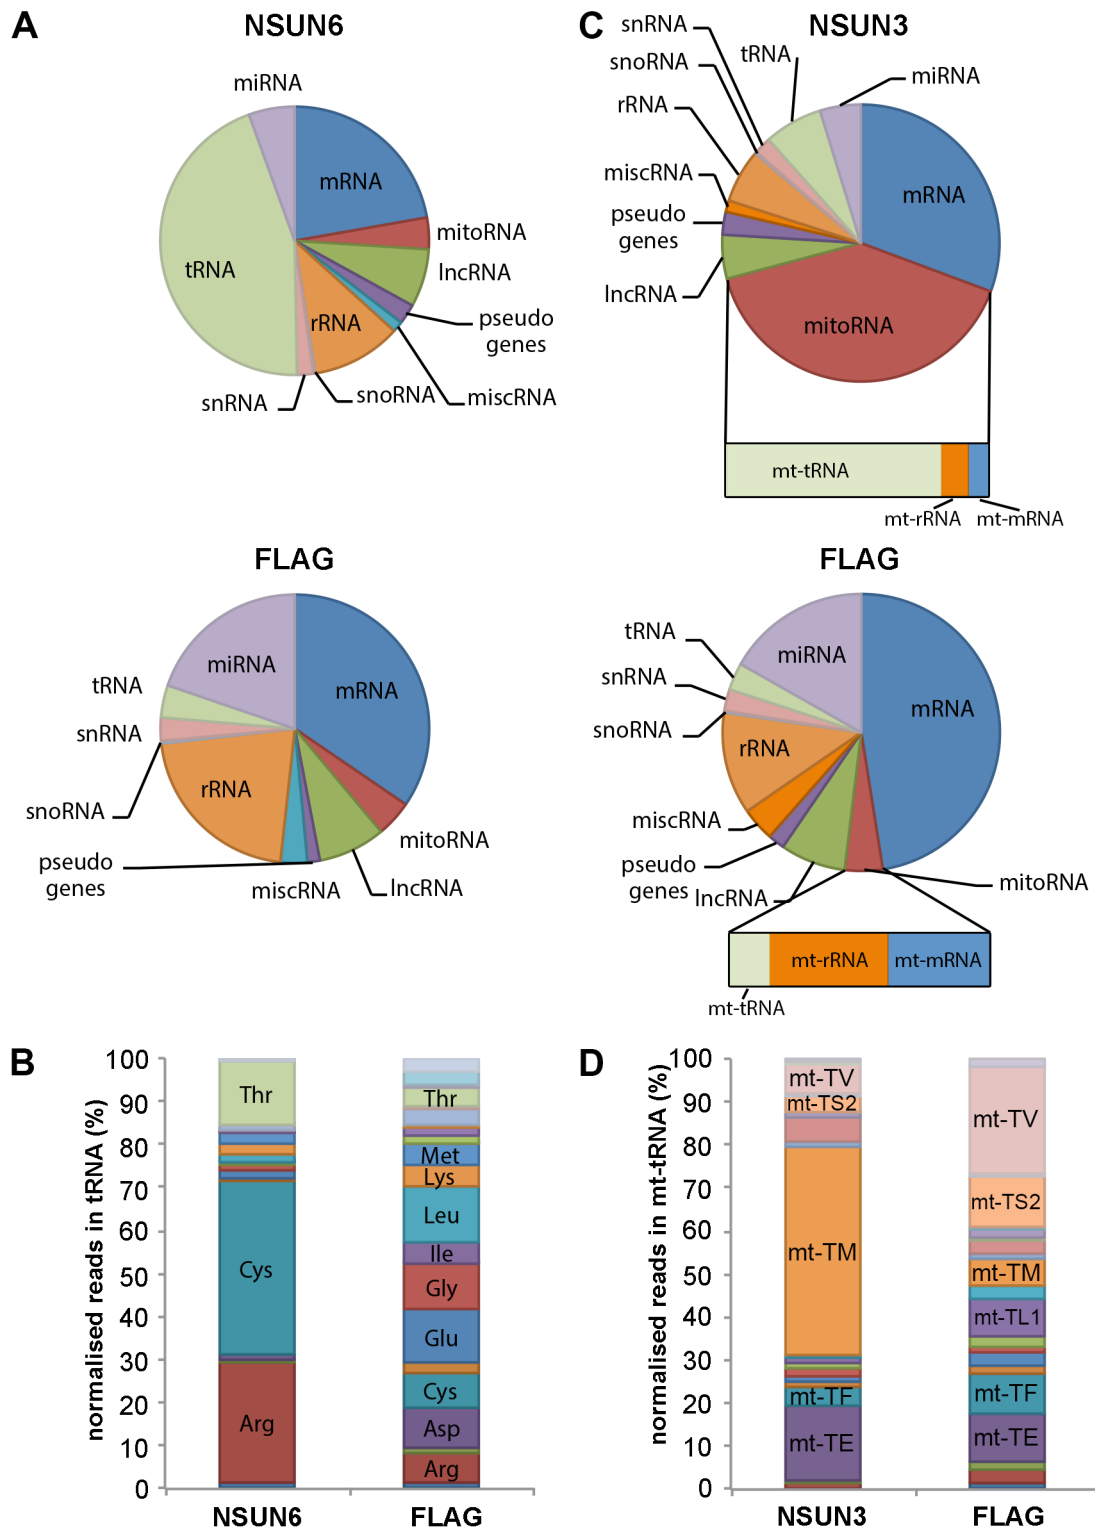 A
NSUN6
miRNA
mRNA
mitoRNA
lncRNA
tRNA
rRNA
pseudo
genes
snRNA
snoRNA
miscRNA
C
NSUN3
snRNA
snoRNA
tRNA
miRNA
rRNA
miscRNA
pseudo
genes
lncRNA
mRNA
mitoRNA
mt-tRNA
mt-rRNA
mt-mRNA
FLAG
miRNA
mRNA
tRNA
snRNA
rRNA
snoRNA
mitoRNA
pseudo
genes
miscRNA
lncRNA
FLAG
tRNA
miRNA
snRNA
mRNA
snoRNA
rRNA
miscRNA
pseudo
genes
lncRNA
mitoRNA
mt-rRNA
mt-mRNA
mt-tRNA
B
normalised reads in tRNA (%)
100
90
80
70
60
50
40
30
20
10
0
Thr
Cys
Arg
Thr
Met
Lys
Leu
Ile
Gly
Glu
Cys
Asp
Arg
NSUN6
FLAG
D
normalised reads in mt-tRNA (%)
100
90
80
70
60
50
40
30
20
10
0
mt-TV
mt-TS2
mt-TM
mt-TF
mt-TE
mt-TV
mt-TS2
mt-TM
mt-TL1
mt-TF
mt-TE
NSUN3
FLAG